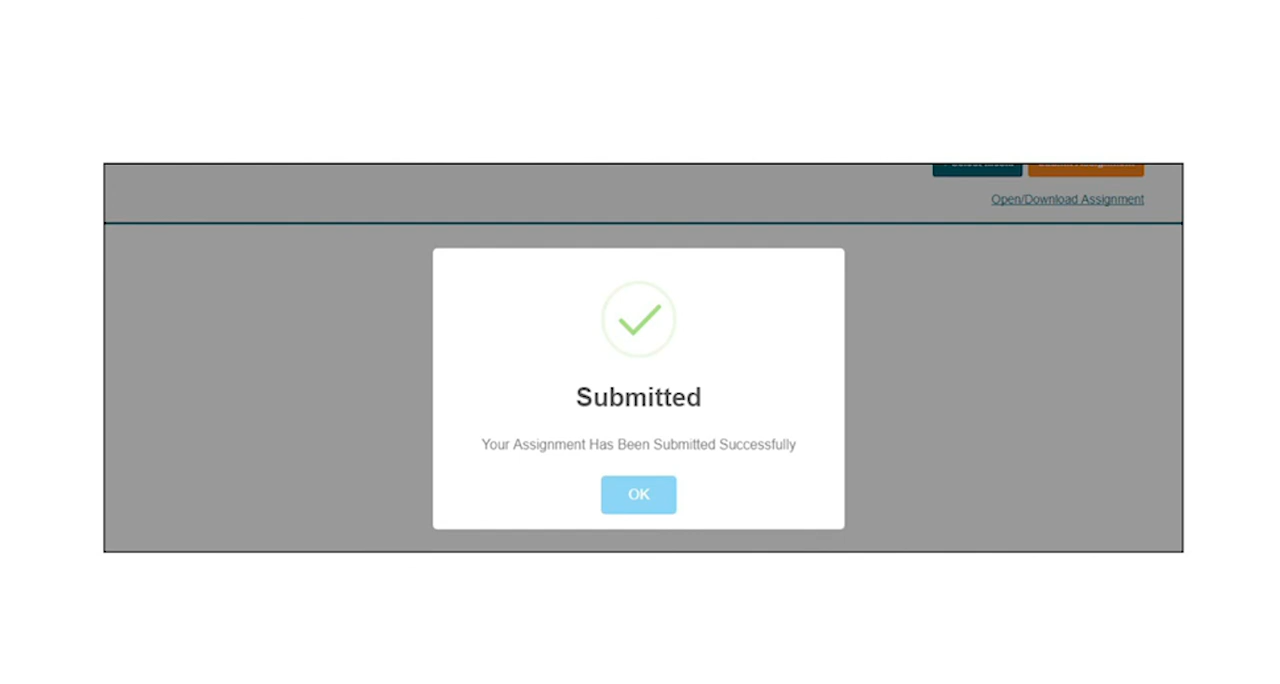 Open/Download Assignment
Submitted
Your Assignment Has Been Submitted Successfully
OK